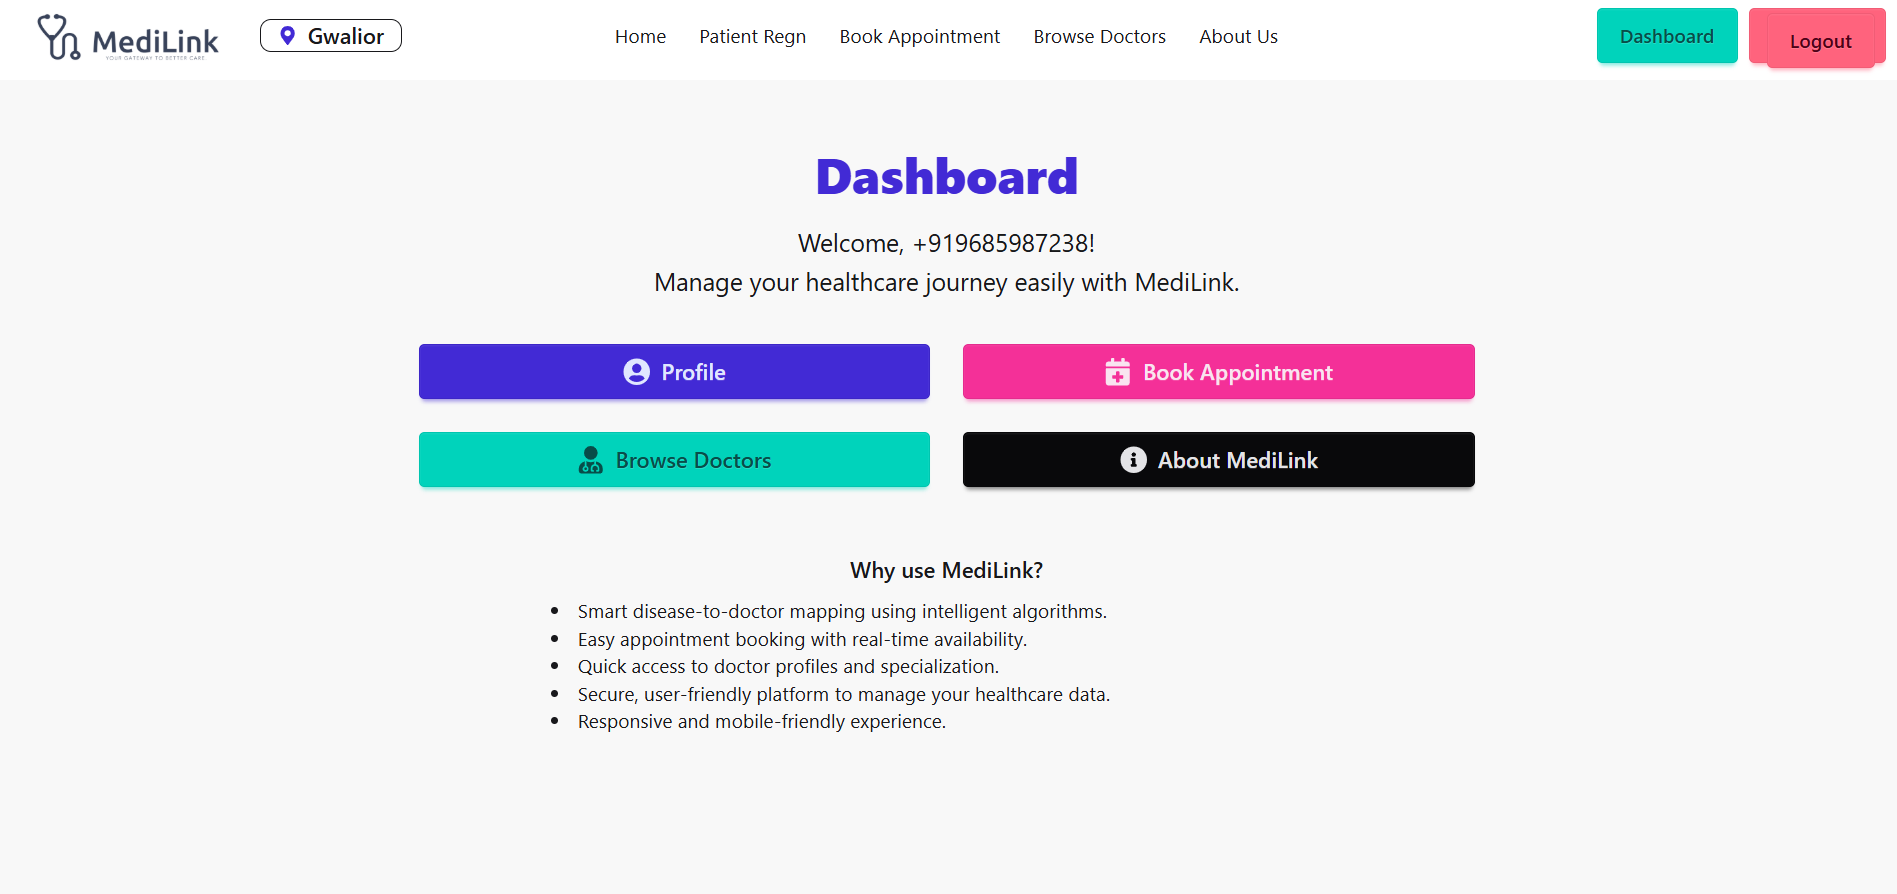 MediLink
YOUR GATEWAY TO BETTER CARE
Gwalior
Home
Patient Regn
Book Appointment
Browse Doctors
About Us
Dashboard
Logout
Dashboard
Welcome, +919685987238!
Manage your healthcare journey easily with MediLink.
Profile
Book Appointment
Browse Doctors
About MediLink
Why use MediLink?
• Smart disease-to-doctor mapping using intelligent algorithms.
• Easy appointment booking with real-time availability.
• Quick access to doctor profiles and specialization.
• Secure, user-friendly platform to manage your healthcare data.
• Responsive and mobile-friendly experience.